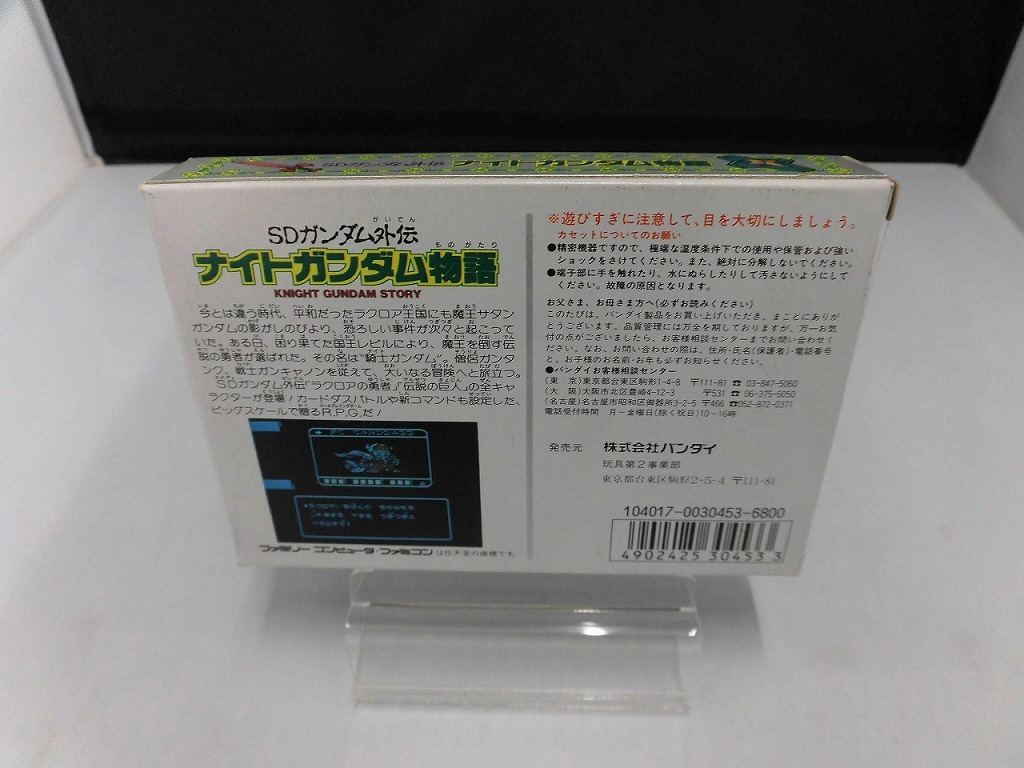 SDガンダム外伝 ナイトガンダム物語
SDガンダム外伝
ナイトガンダム物語
KNIGHT GUNDAM STORY
今とは違う時代、平和だったラクロア王国にも魔王サタン
ガンダムの影がしのびより、恐ろしい事件が次々と起こって
いた。ある日、困り果てた国王レビルにより、魔王を倒す伝
説の勇者が選ばれた。その名は“騎士ガンダム”。僧侶ガンタ
ンク、戦士ガンキャノンを従えて、大いなる冒険へと旅立つ。
SDガンダム外伝「ラクロアの勇者」「伝説の巨人」の全キャ
ラクターが登場!カードダスバトルや新コマンドも設定した、
ビッグスケールで贈るR.P.G.だ!
ファミリーコンピュータ・ファミコンは任天堂の商標です。
※遊びすぎに注意して、目を大切にしましょう。
カセットについてのお願い
●精密機器ですので、極端な温度条件下での使用や保管および強い
ショックをさけてください。また、絶対に分解しないでください。
●端子部に手を触れたり、水にぬらしたりして汚さないようにして
ください。故障の原因となります。
お父さま、お母さま方へ(必ずお読みください)
このたびは、バンダイ製品をお買い上げいただき、まことにありが
とうございます。品質管理には万全を期しておりますが、万一お気
付の点がございましたら、お客様相談センターまでお問い合わせく
ださい。なお、お問い合わせの際は、住所・氏名(保護者)・電話番号
と、お子様のお名前・お年も必ずお知らせください。
●バンダイお客様相談センター
(東 京)東京都台東区駒形1-4-8 〒111-81 ☎ 03-847-5060
(大 阪)大阪市北区豊崎4-12-3 〒531 ☎ 06-375-5050
(名古屋)名古屋市昭和区御器所3-2-5 〒466 ☎052-872-0371
電話受付時間 月〜金曜日(除く祝日)10−16時
発売元 株式会社バンダイ
玩具第2事業部
東京都台東区駒形2-5-4 〒111-81
104017-0030453-6800
4902425 304533